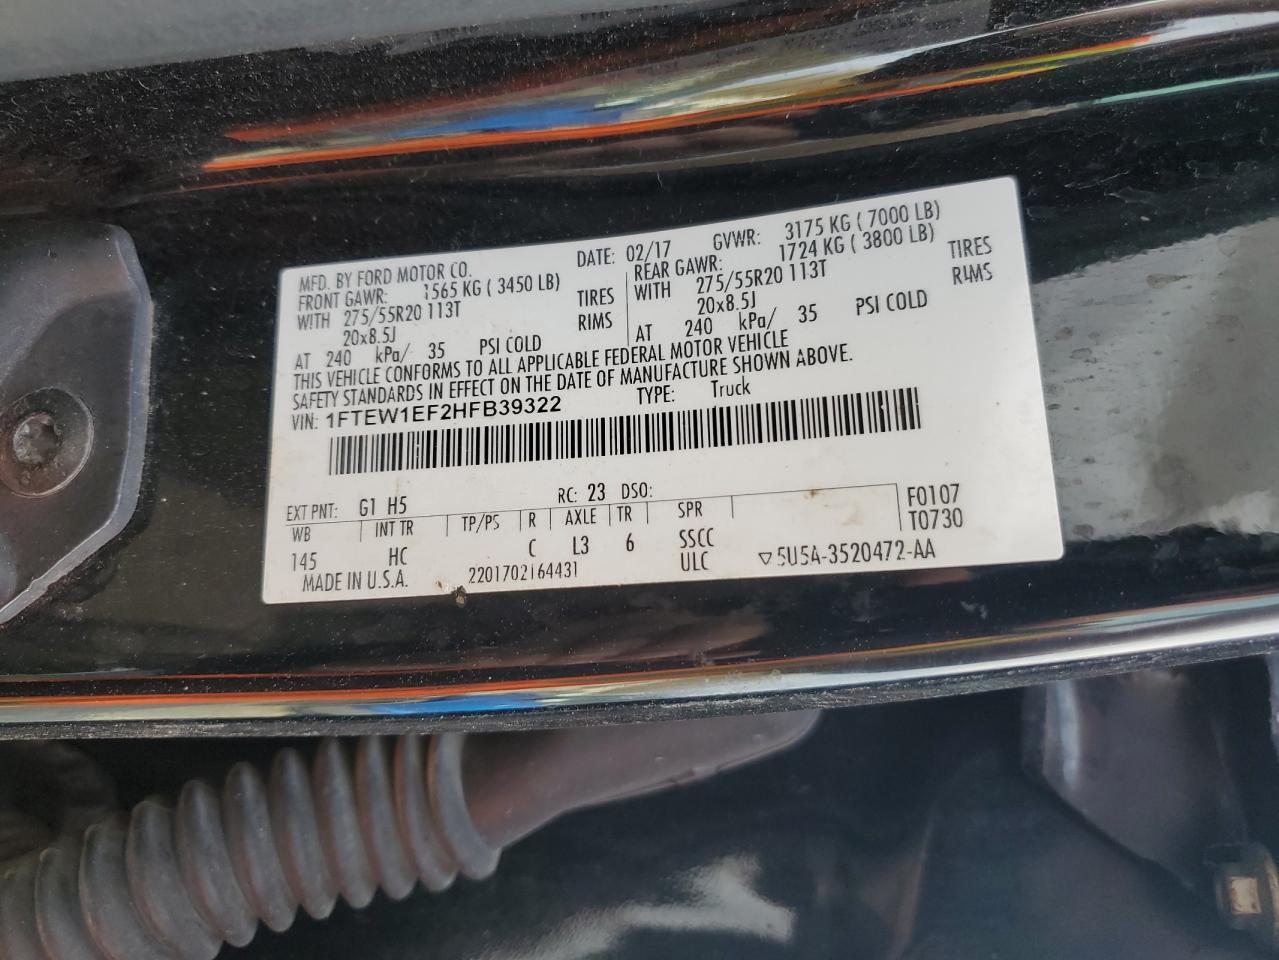 MFD. BY FORD MOTOR CO. DATE: 02/17 GVWR: 3175 KG ( 7000 LB)
FRONT GAWR: 1565 KG ( 3450 LB) REAR GAWR: 1724 KG ( 3800 LB)
WITH 275/55R20 113T TIRES WITH 275/55R20 113T TIRES
20x8.5J RIMS 20x8.5J RIMS
AT 240 kPa/ 35 PSI COLD AT 240 kPa/ 35 PSI COLD
THIS VEHICLE CONFORMS TO ALL APPLICABLE FEDERAL MOTOR VEHICLE
SAFETY STANDARDS IN EFFECT ON THE DATE OF MANUFACTURE SHOWN ABOVE.
VIN: 1FTEW1EF2HFB39322 TYPE: Truck
EXT PNT: G1 H5 RC: 23 DSO: F0107
WB INT TR TP/PS R AXLE TR SPR T0730
145 HC C L3 6 SSCC
ULC ▽5U5A-3520472-AA
MADE IN U.S.A. 2201702164431